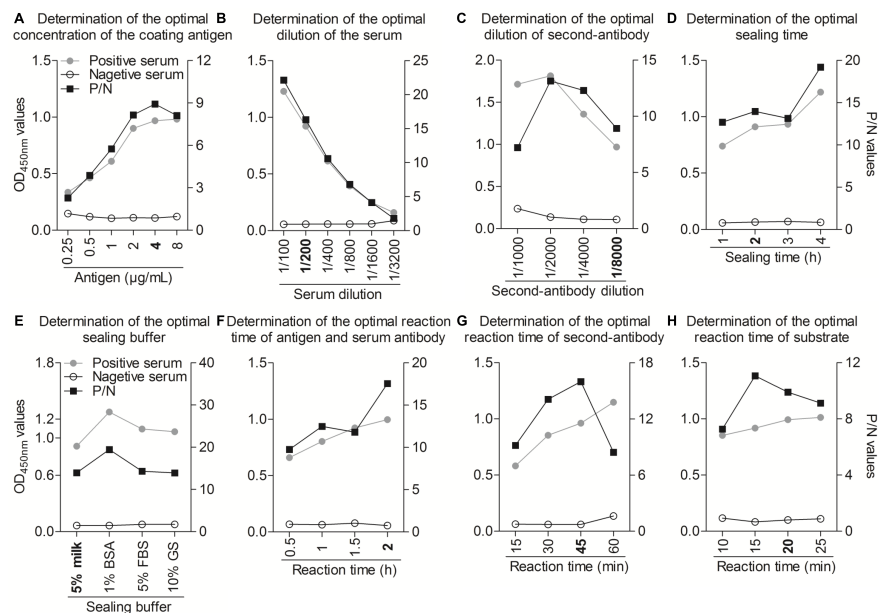 A Determination of the optimal
concentration of the coating antigen
Positive serum
Nagetive serum
P/N
OD450nm values
1.5
1.0
0.5
0.0
12
9
6
3
0
0.25
0.5
1
2
4
8
Antigen (µg/mL)
B Determination of the optimal
dilution of the serum
1.5
1.0
0.5
0.0
25
20
15
10
5
0
1/100
1/200
1/400
1/800
1/1600
1/3200
Serum dilution
C Determination of the optimal
dilution of second-antibody
2.0
1.5
1.0
0.5
0.0
15
10
5
0
1/1000
1/2000
1/4000
1/8000
Second-antibody dilution
D Determination of the optimal
sealing time
1.5
1.0
0.5
0.0
20
15
10
5
0
P/N values
1
2
3
4
Sealing time (h)
E Determination of the optimal
sealing buffer
Positive serum
Nagetive serum
P/N
OD450nm values
1.8
1.2
1.0
0.6
0.0
40
30
20
10
0
5% milk
1% BSA
5% FBS
10% GS
Sealing buffer
F Determination of the optimal reaction
time of antigen and serum antibody
1.5
1.0
0.5
0.0
20
15
10
5
0
0.5
1
1.5
2
Reaction time (h)
G Determination of the optimal
reaction time of second-antibody
1.5
1.0
0.5
0.0
18
12
6
0
15
30
45
60
Reaction time (min)
H Determination of the optimal
reaction time of substrate
1.5
1.0
0.5
0.0
12
8
4
0
P/N values
10
15
20
25
Reaction time (min)